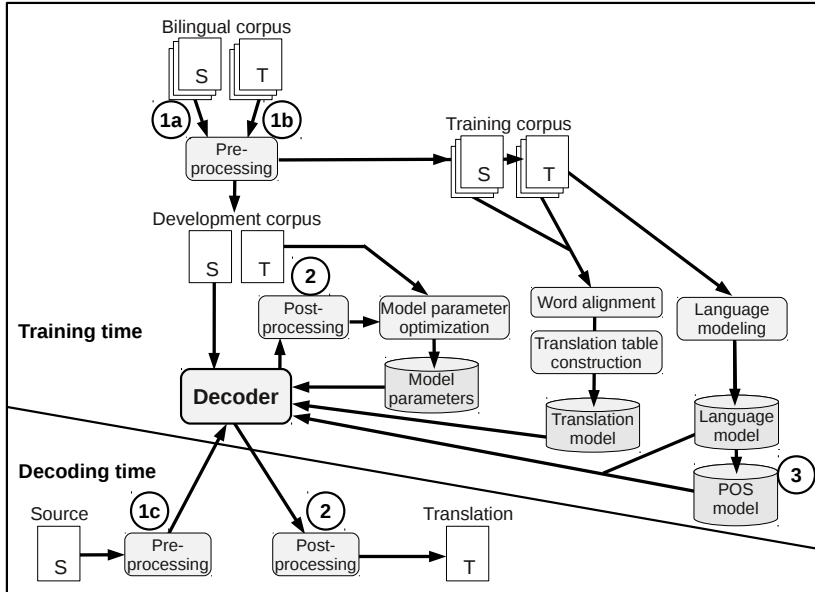 Bilingual corpus
S
T
1a
1b
Pre-
processing
Training corpus
S
T
Development corpus
S
T
2
Post-
processing
Model parameter
optimization
Word alignment
Language
modeling
Training time
Translation table
construction
Decoder
Model
parameters
Translation
model
Language
model
Decoding time
POS
model
3
Source
1c
2
Translation
S
Pre-
processing
Post-
processing
T